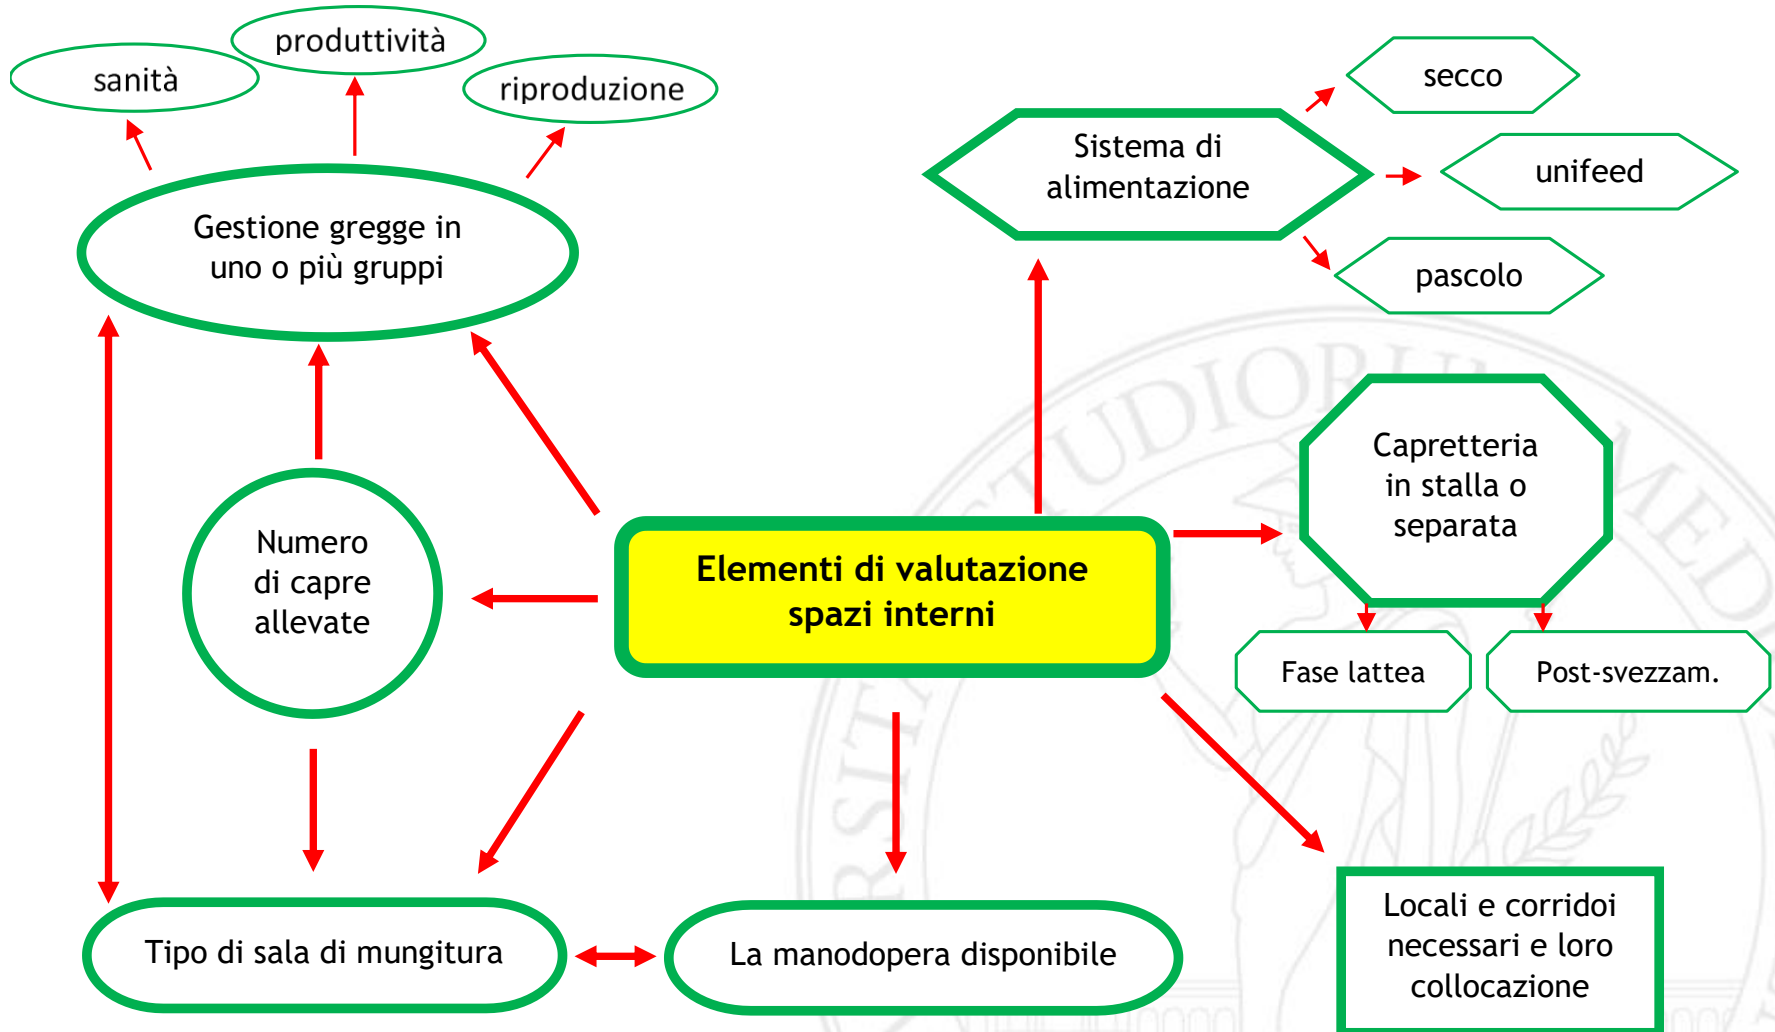 produttività
sanità
riproduzione
secco
Sistema di
alimentazione
unifeed
pascolo
Gestione gregge in
uno o più gruppi
Capretteria
in stalla o
separata
Numero
di capre
allevate
Elementi di valutazione
spazi interni
Fase lattea
Post-svezzam.
Tipo di sala di mungitura
La manodopera disponibile
Locali e corridoi
necessari e loro
collocazione